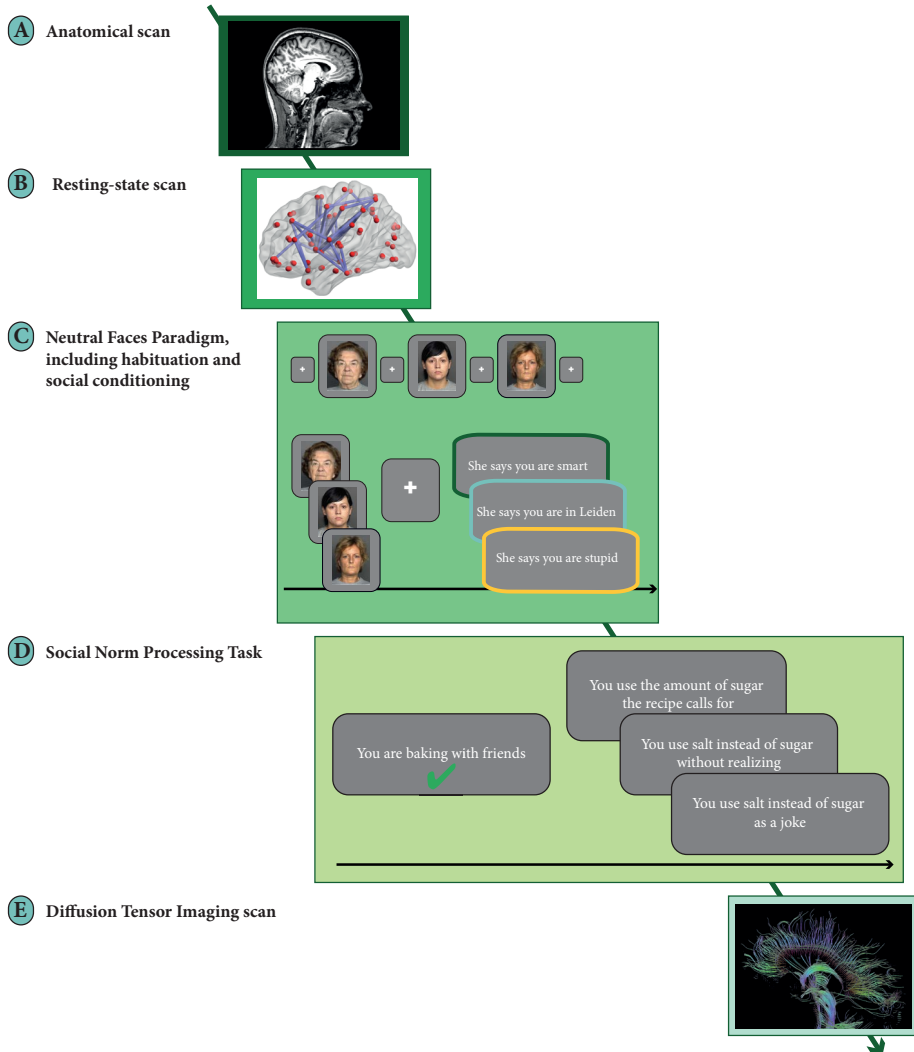 A Anatomical scan
B Resting-state scan
C Neutral Faces Paradigm,
including habituation and
social conditioning
She says you are smart
She says you are in Leiden
She says you are stupid
D Social Norm Processing Task
You use the amount of sugar
the recipe calls for
You are baking with friends
You use salt instead of sugar
without realizing
You use salt instead of sugar
as a joke
E Diffusion Tensor Imaging scan